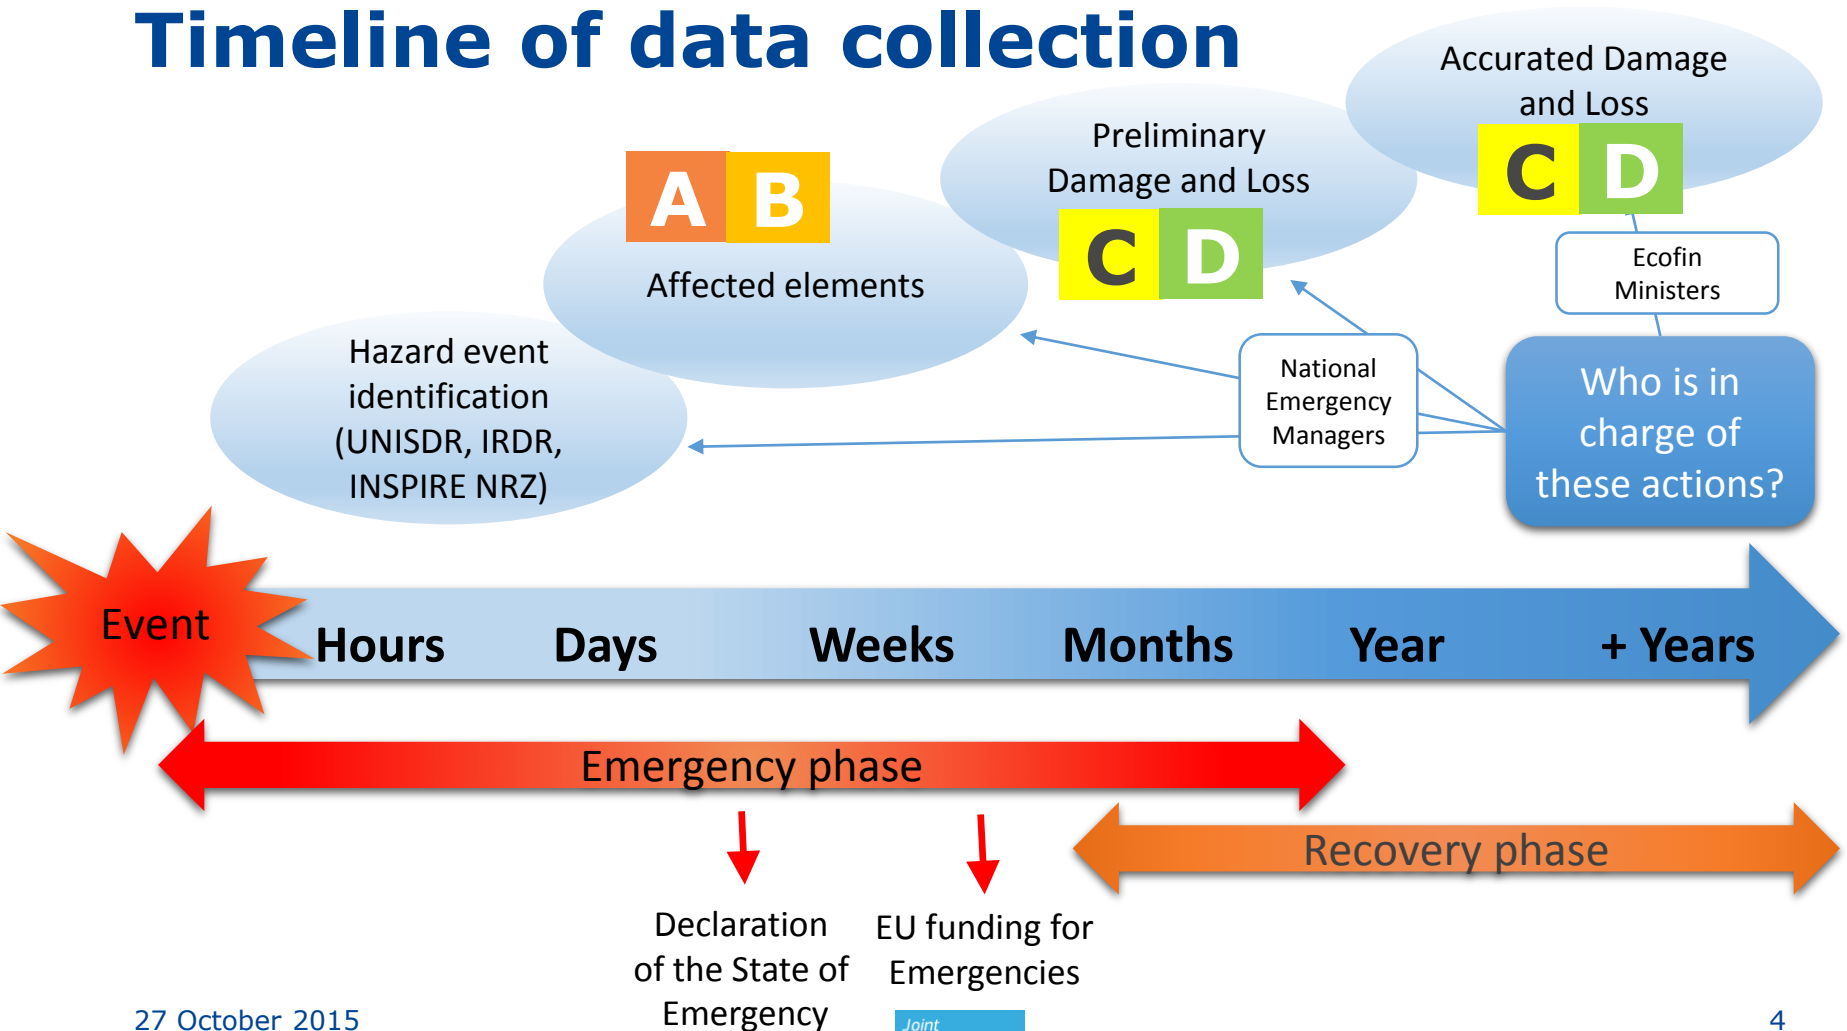 Timeline of data collection
Accurated Damage
and Loss
C D
Preliminary
Damage and Loss
C D
A B
Affected elements
Hazard event
identification
(UNISDR, IRDR,
INSPIRE NRZ)
Ecofin
Ministers
National
Emergency
Managers
Who is in
charge of
these actions?
Event
Hours Days Weeks Months Year + Years
Emergency phase
Recovery phase
Declaration
of the State of
Emergency
EU funding for
Emergencies
27 October 2015
Joint
4